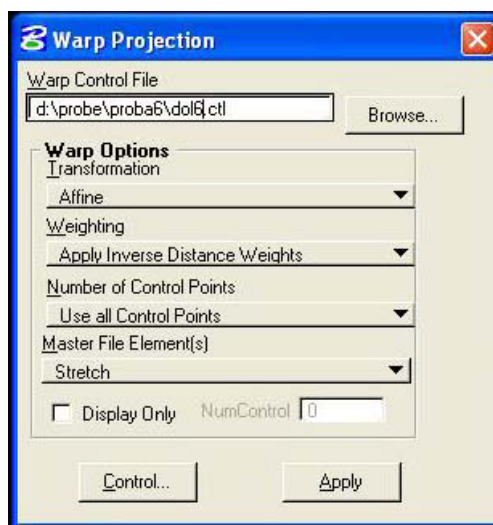 Warp Projection
Warp Control File
d:\probe\proba6\dol6.ctl
Browse...
Warp Options
Transformation
Affine
Weighting
Apply Inverse Distance Weights
Number of Control Points
Use all Control Points
Master File Element(s)
Stretch
Display Only NumControl 0
Control... Apply